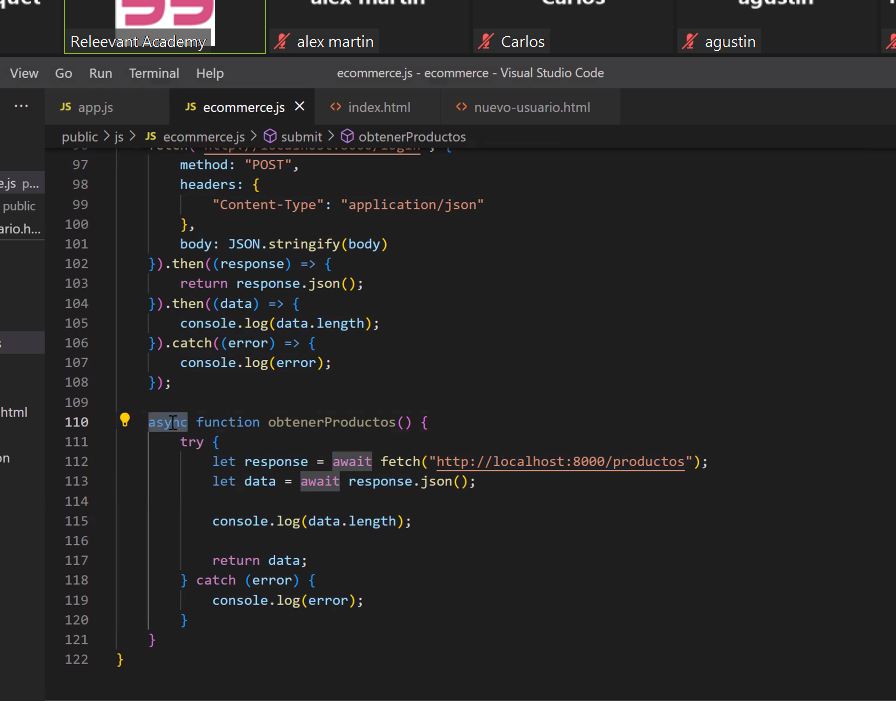 alex martin
Carlos
agustin
Releevant Academy
alex martin
Carlos
agustin
View Go Run Terminal Help
ecommerce.js - ecommerce - Visual Studio Code
JS app.js
JS ecommerce.js
<> index.html
<> nuevo-usuario.html
public > js > JS ecommerce.js > submit > obtenerProductos
97 method: "POST",
98 headers: {
99 "Content-Type": "application/json"
100 },
101 body: JSON.stringify(body)
102 }).then((response) => {
103 return response.json();
104 }).then((data) => {
105 console.log(data.length);
106 }).catch((error) => {
107 console.log(error);
108 });
109
110 async function obtenerProductos() {
111 try {
112 let response = await fetch("http://localhost:8000/productos");
113 let data = await response.json();
114
115 console.log(data.length);
116
117 return data;
118 } catch (error) {
119 console.log(error);
120 }
121 }
122 }
e.js p...
public
ario.h...
html